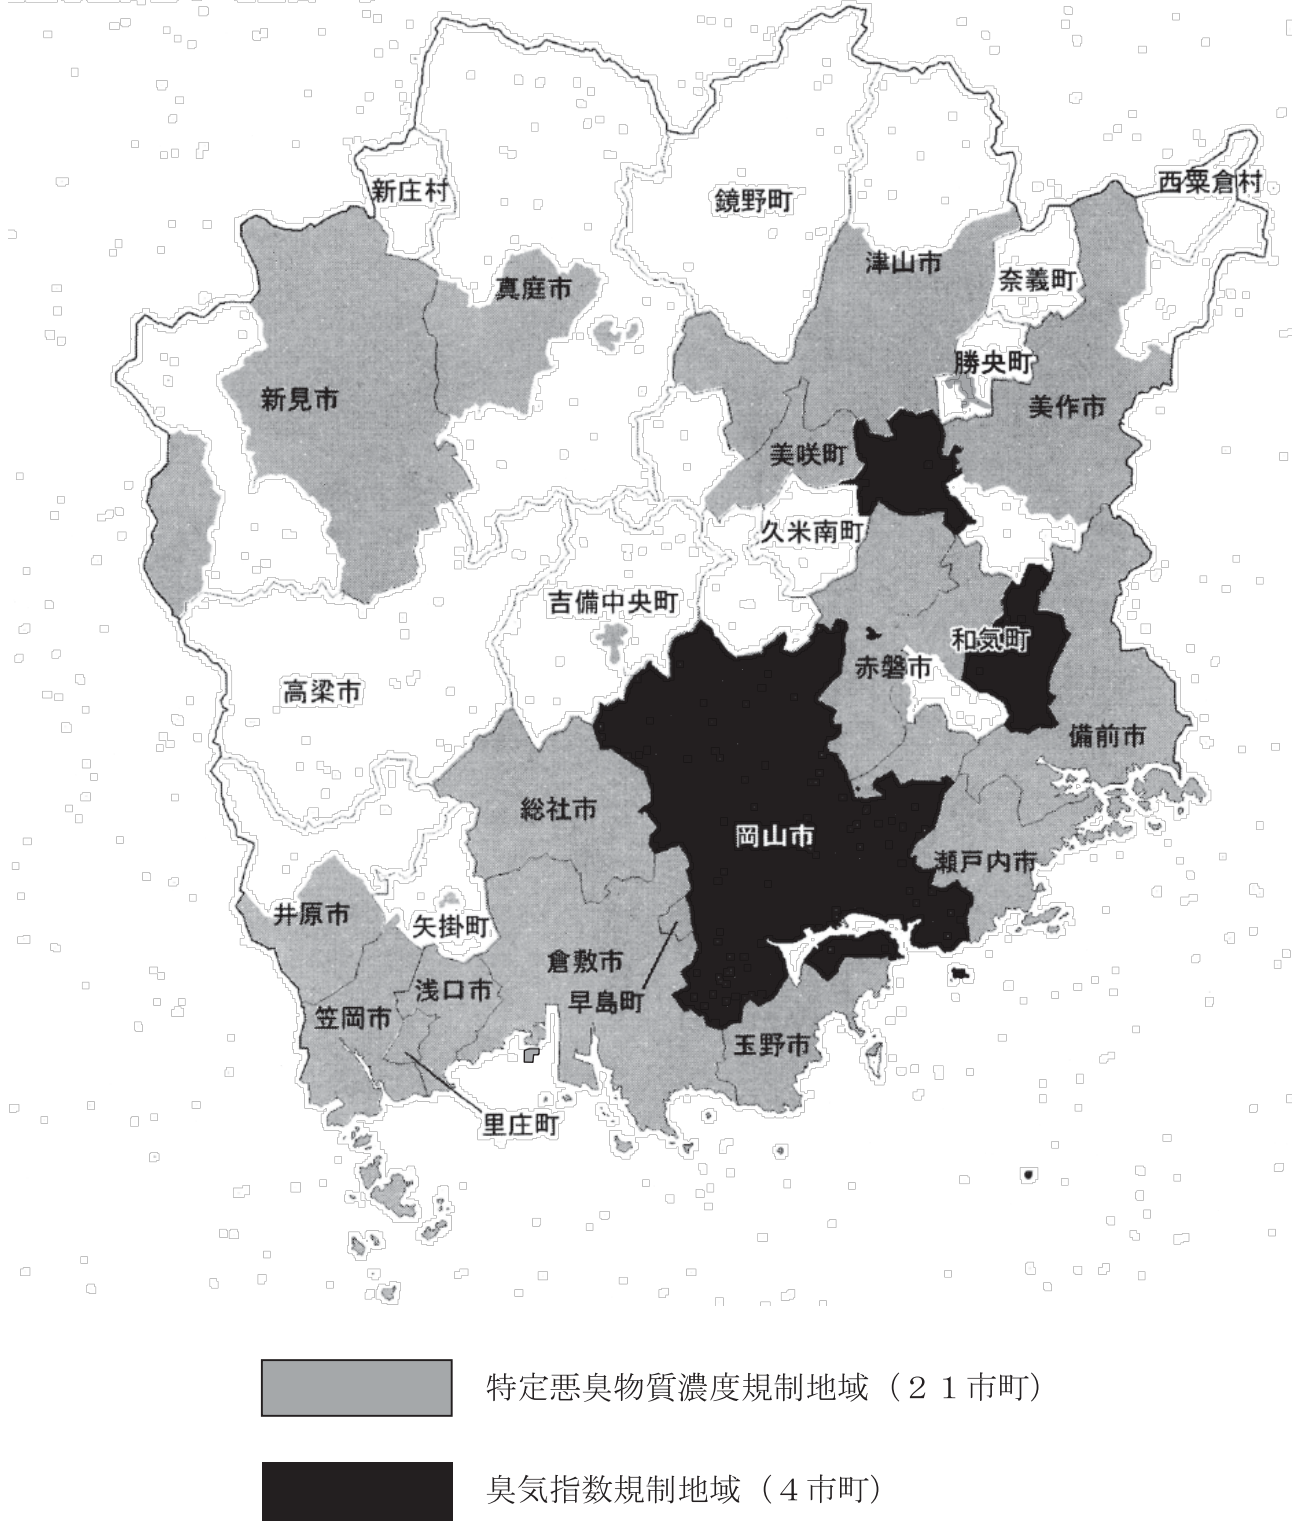 西粟倉村
新庄村
鏡野町
津山市
奈義町
真庭市
勝央町
新見市
美作市
美咲町
久米南町
吉備中央町
和気町
赤磐市
高梁市
備前市
総社市
岡山市
瀬戸内市
井原市
矢掛町
倉敷市
浅口市
早島町
笠岡市
玉野市
里庄町
特定悪臭物質濃度規制地域（２１市町）
臭気指数規制地域（４市町）